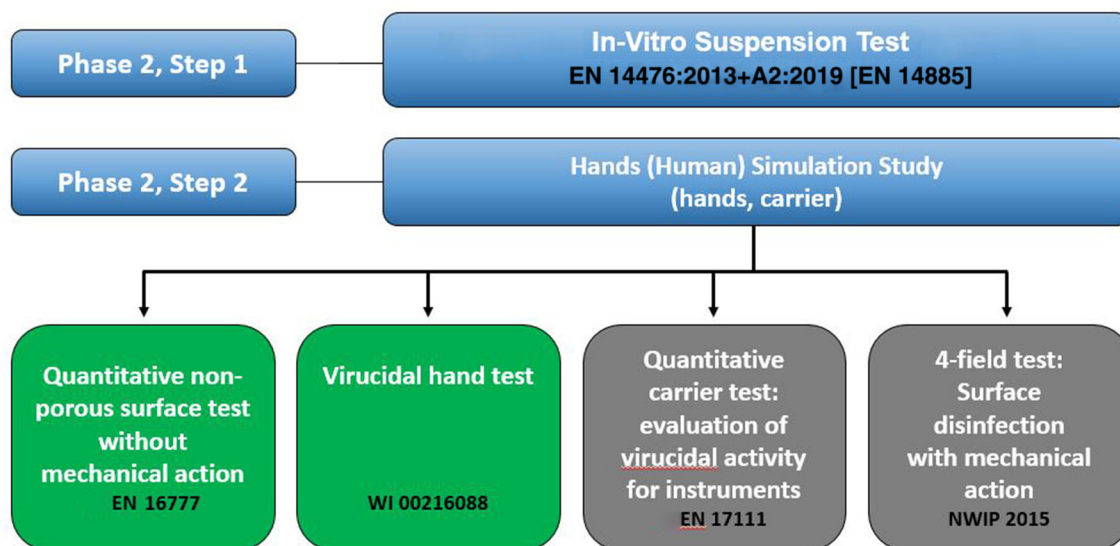 Phase 2, Step 1
In-Vitro Suspension Test
EN 14476:2013+A2:2019 [EN 14885]
Phase 2, Step 2
Hands (Human) Simulation Study
(hands, carrier)
Quantitative non-
porous surface test
without
mechanical action
EN 16777
Virucidal hand test
WI 00216088
Quantitative
carrier test:
evaluation of
virucidal activity
for instruments
EN 17111
4-field test:
Surface
disinfection
with mechanical
action
NWIP 2015